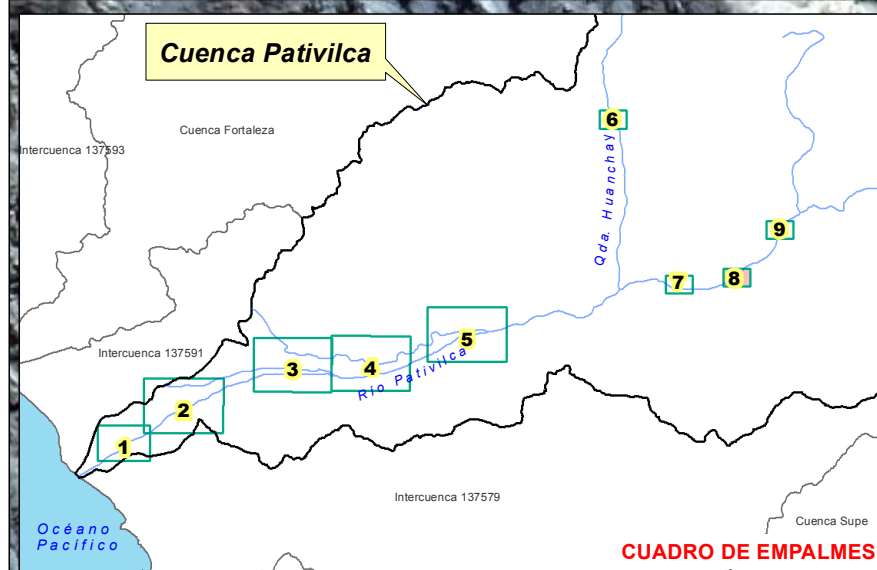 Cuenca Pativilca
Cuenca Fortaleza
Intercuenca 137593
6
Qda. Huanchay
9
8
7
5
Intercuenca 137591
3
4
Río Pativilca
2
1
Intercuenca 137579
Cuenca Supe
Océano
Pacífico
CUADRO DE EMPALMES